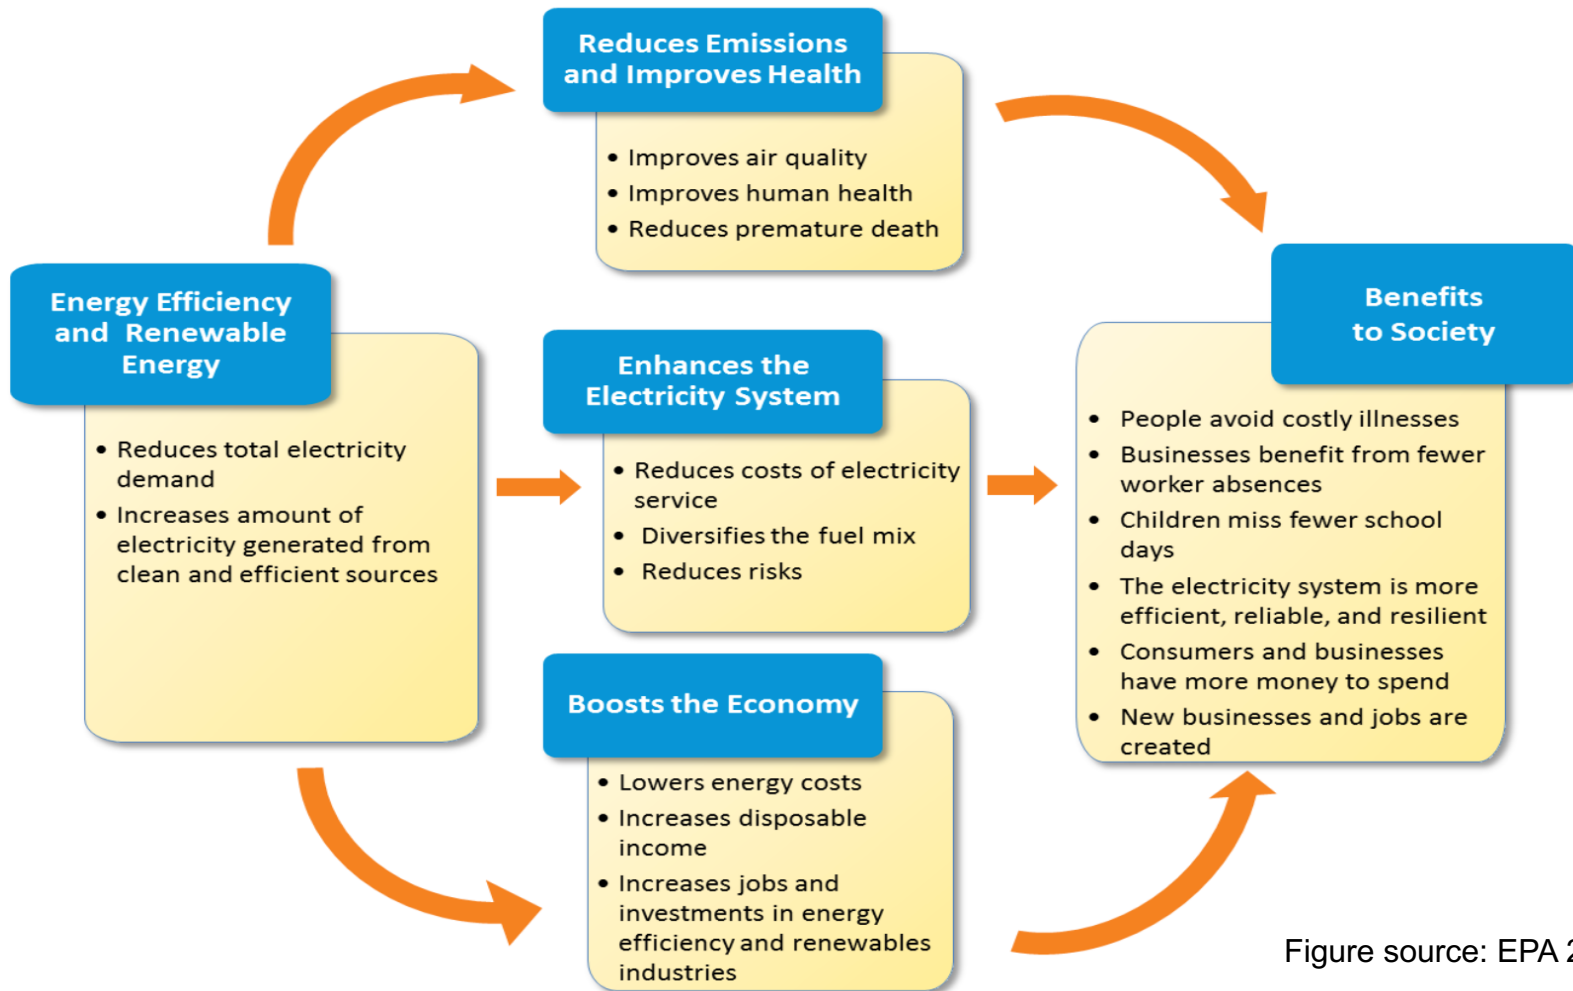 Reduces Emissions
and Improves Health
• Improves air quality
• Improves human health
• Reduces premature death
Energy Efficiency
and Renewable
Energy
• Reduces total electricity
demand
• Increases amount of
electricity generated from
clean and efficient sources
Enhances the
Electricity System
• Reduces costs of electricity
service
• Diversifies the fuel mix
• Reduces risks
Boosts the Economy
• Lowers energy costs
• Increases disposable
income
• Increases jobs and
investments in energy
efficiency and renewables
industries
Benefits
to Society
• People avoid costly illnesses
• Businesses benefit from fewer
worker absences
• Children miss fewer school
days
• The electricity system is more
efficient, reliable, and resilient
• Consumers and businesses
have more money to spend
• New businesses and jobs are
created
Figure source: EPA